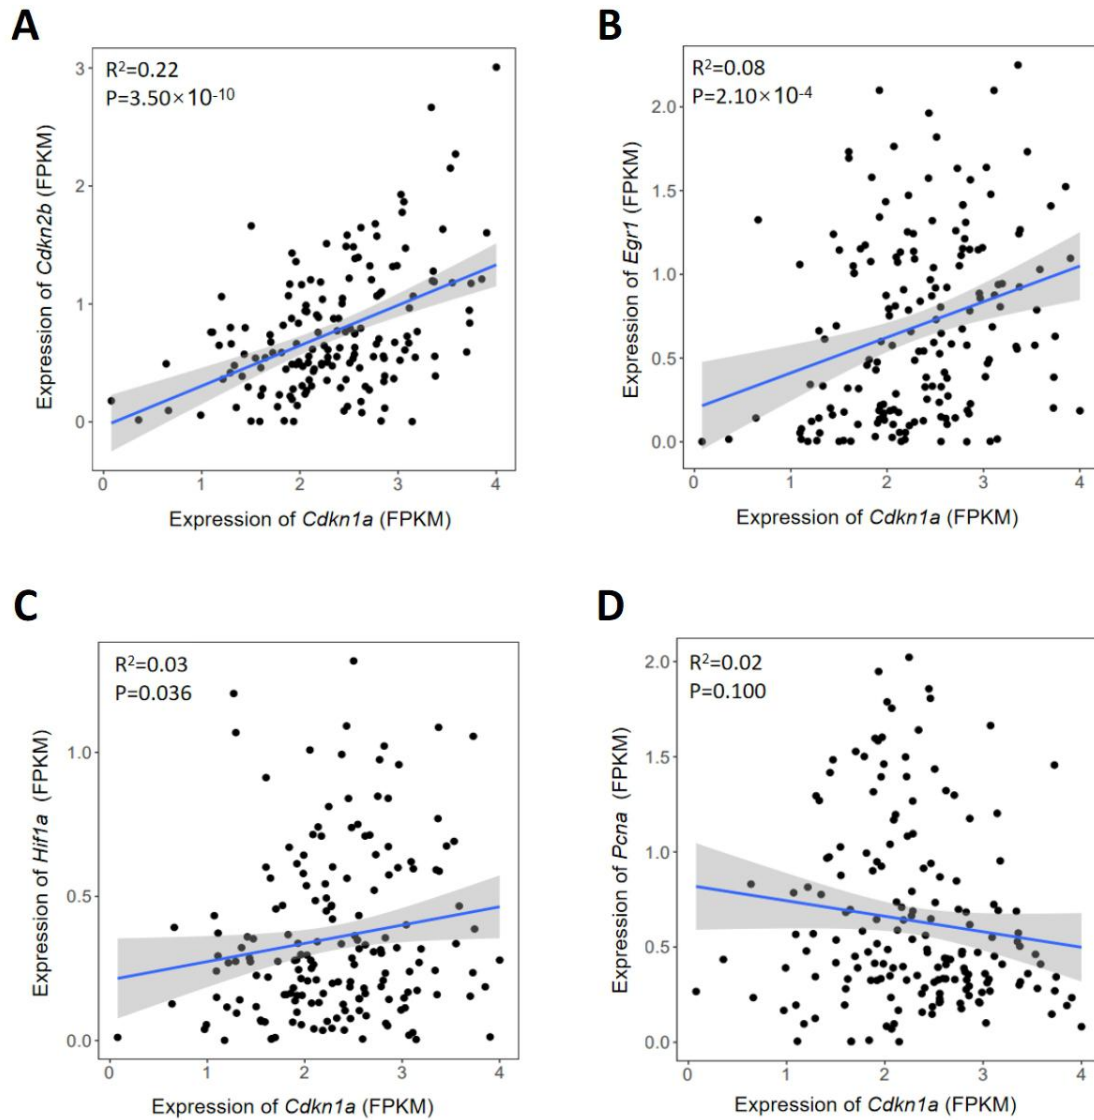 A
R²=0.22
P=3.50×10⁻¹⁰
Expression of Cdkn2b (FPKM)
3
2
1
0
0 1 2 3 4
Expression of Cdkn1a (FPKM)
B
R²=0.08
P=2.10×10⁻⁴
Expression of Egr1 (FPKM)
2.0
1.5
1.0
0.5
0.0
0 1 2 3 4
Expression of Cdkn1a (FPKM)
C
R²=0.03
P=0.036
Expression of Hif1a (FPKM)
1.0
0.5
0.0
0 1 2 3 4
Expression of Cdkn1a (FPKM)
D
R²=0.02
P=0.100
Expression of Pcna (FPKM)
2.0
1.5
1.0
0.5
0.0
0 1 2 3 4
Expression of Cdkn1a (FPKM)